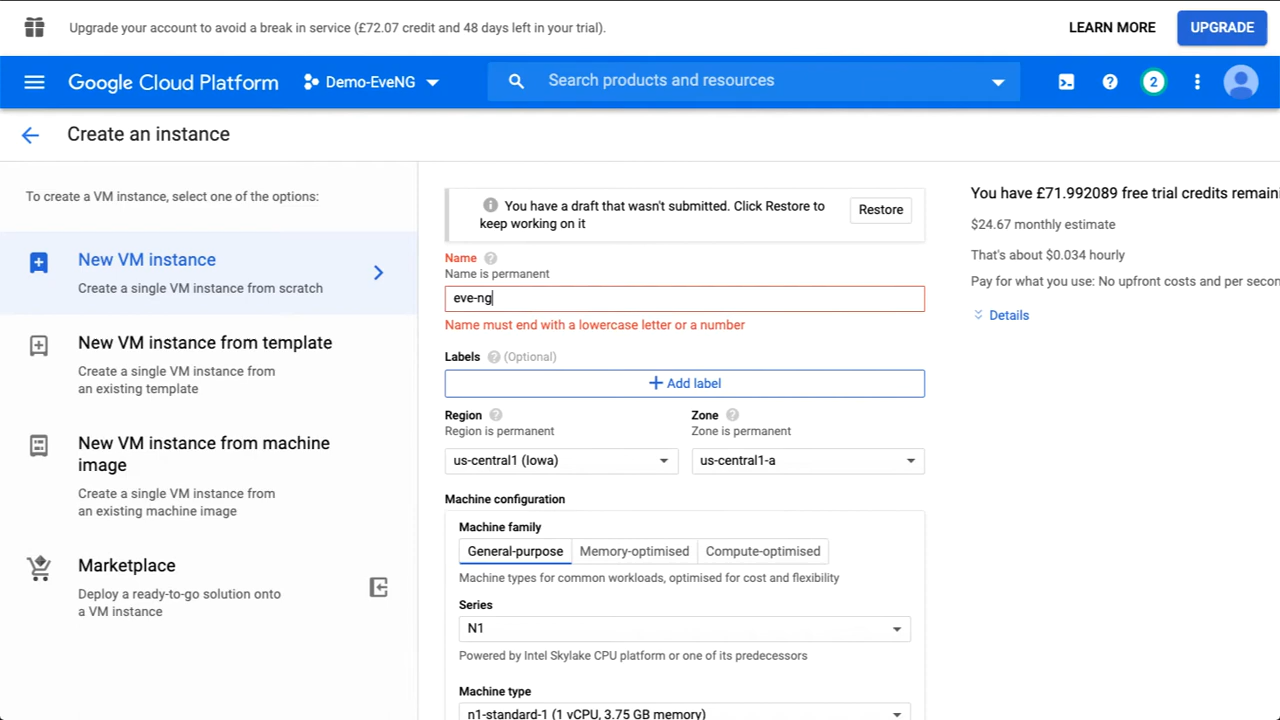 Upgrade your account to avoid a break in service (£72.07 credit and 48 days left in your trial).
LEARN MORE
UPGRADE
Google Cloud Platform
Demo-EveNG
Search products and resources
2
Create an instance
To create a VM instance, select one of the options:
New VM instance
Create a single VM instance from scratch
New VM instance from template
Create a single VM instance from
an existing template
New VM instance from machine
image
Create a single VM instance from
an existing machine image
Marketplace
Deploy a ready-to-go solution onto
a VM instance
You have a draft that wasn't submitted. Click Restore to
keep working on it
Restore
Name
Name is permanent
eve-ng
Name must end with a lowercase letter or a number
Labels (Optional)
Add label
Region
Region is permanent
us-central1 (Iowa)
Zone
Zone is permanent
us-central1-a
Machine configuration
Machine family
General-purpose
Memory-optimised
Compute-optimised
Machine types for common workloads, optimised for cost and flexibility
Series
N1
Powered by Intel Skylake CPU platform or one of its predecessors
Machine type
n1-standard-1 (1 vCPU, 3.75 GB memory)
You have £71.992089 free trial credits remaini
$24.67 monthly estimate
That's about $0.034 hourly
Pay for what you use: No upfront costs and per secon
Details